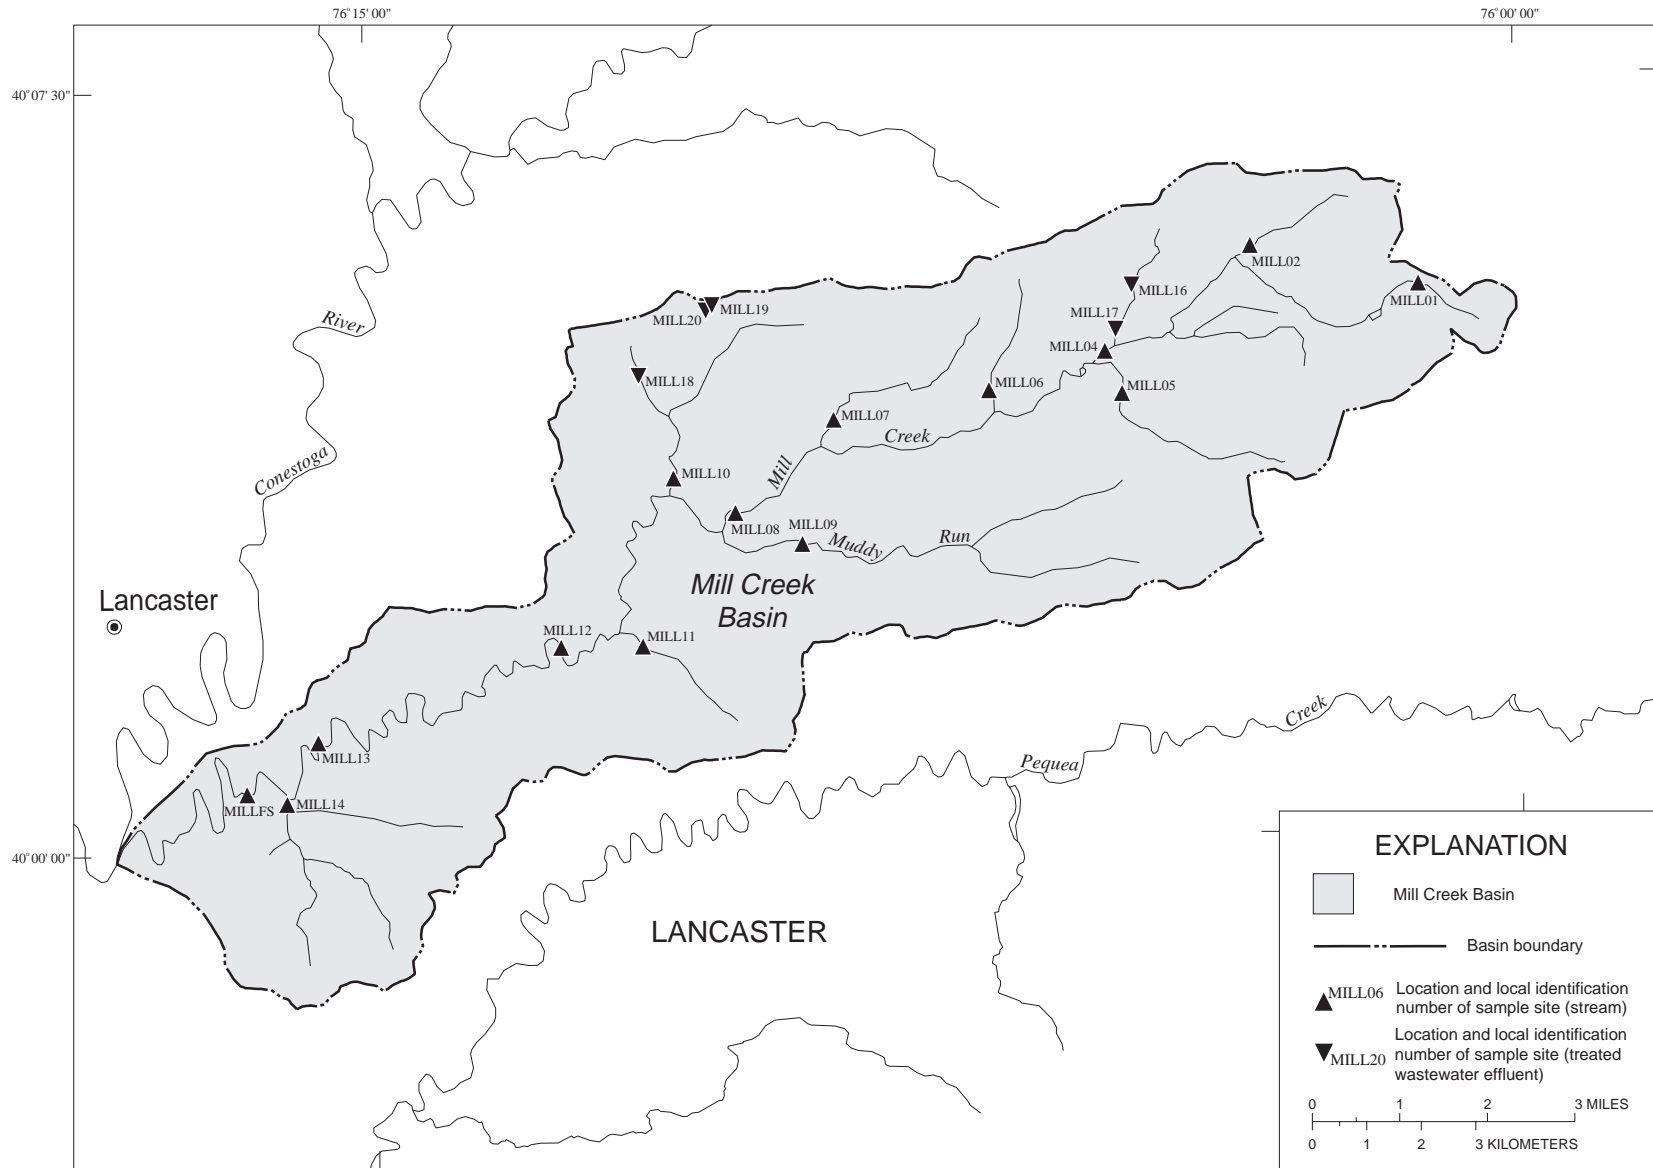 76°15' 00"
76°00' 00"
40°07' 30"
River
Conestoga
Lancaster
40°00' 00"
MILL02
MILL01
MILL16
MILL17
MILL04
MILL05
MILL06
MILL07
MILL19
MILL20
MILL18
MILL10
Mill
Creek
MILL08
MILL09
Muddy
Run
Mill Creek
Basin
MILL12
MILL11
MILL13
MILLFS
MILL14
Pequea
Creek
LANCASTER
EXPLANATION
Mill Creek Basin
Basin boundary
MILL06
Location and local identification
number of sample site (stream)
MILL20
Location and local identification
number of sample site (treated
wastewater effluent)
0 1 2 3 MILES
0 1 2 3 KILOMETERS